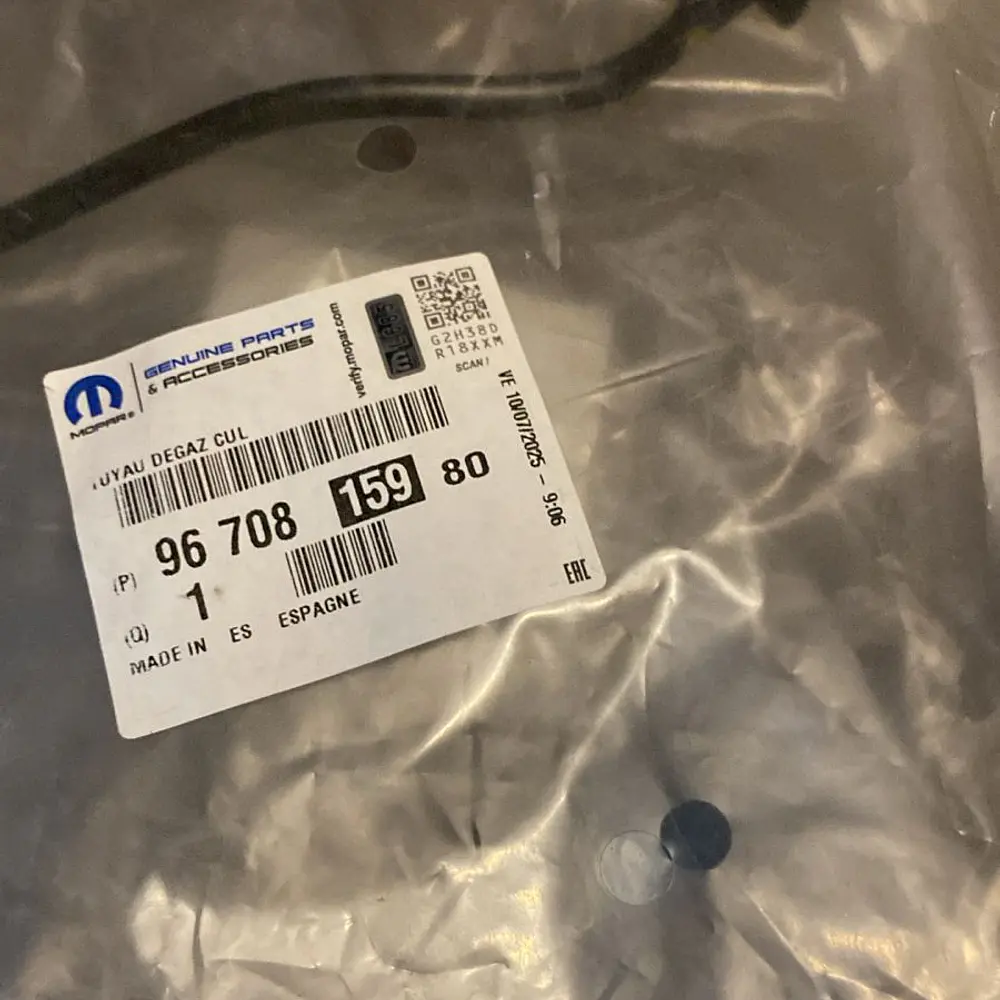 MOPAR®
GENUINE PARTS
& ACCESSORIES
verify.mopar.com
G2H38D
R18XXM
SCAN
VE 10/07/2025 - 9:06
TUYAU DEGAZ CUL
(P) 96 708 159 80
(Q) 1
MADE IN ES ESPAGNE
EAC